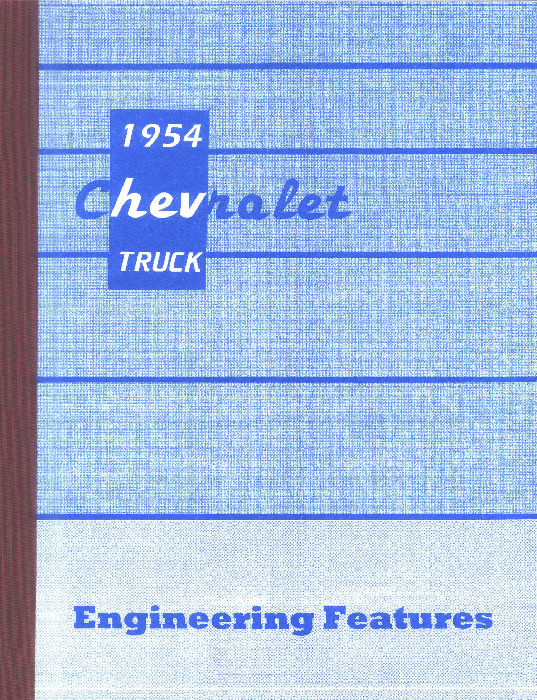 1954
Chevrolet
TRUCK
Engineering Features